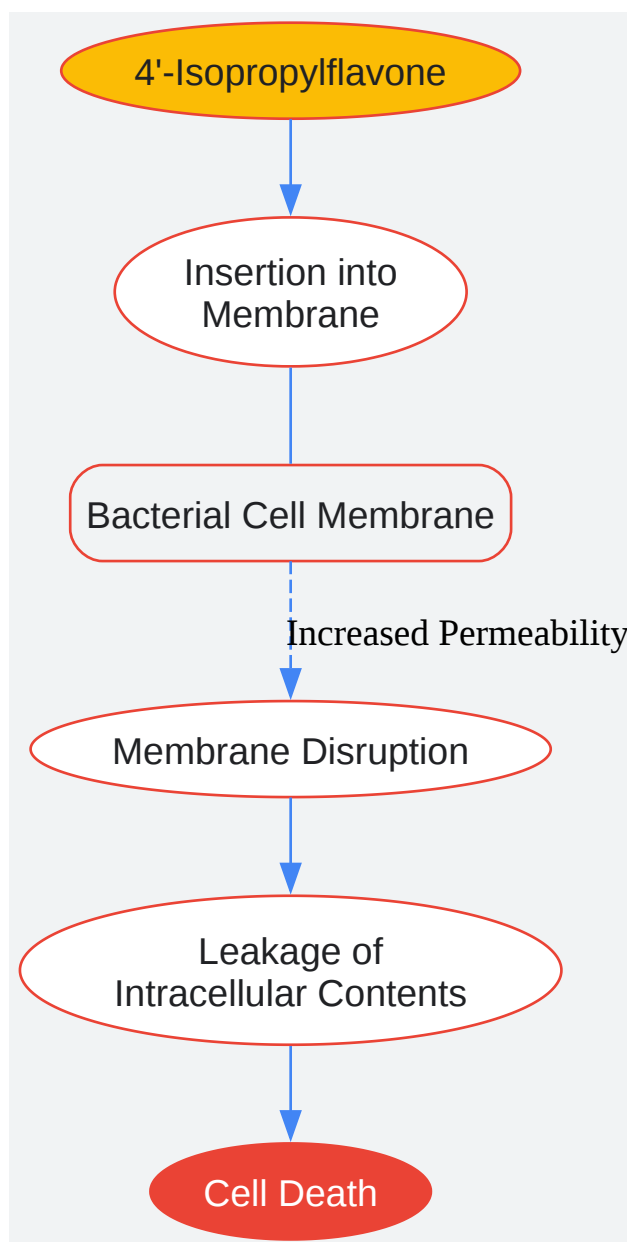 4'-Isopropylflavone
Insertion into
Membrane
Bacterial Cell Membrane
Increased Permeability
Membrane Disruption
Leakage of
Intracellular Contents
Cell Death